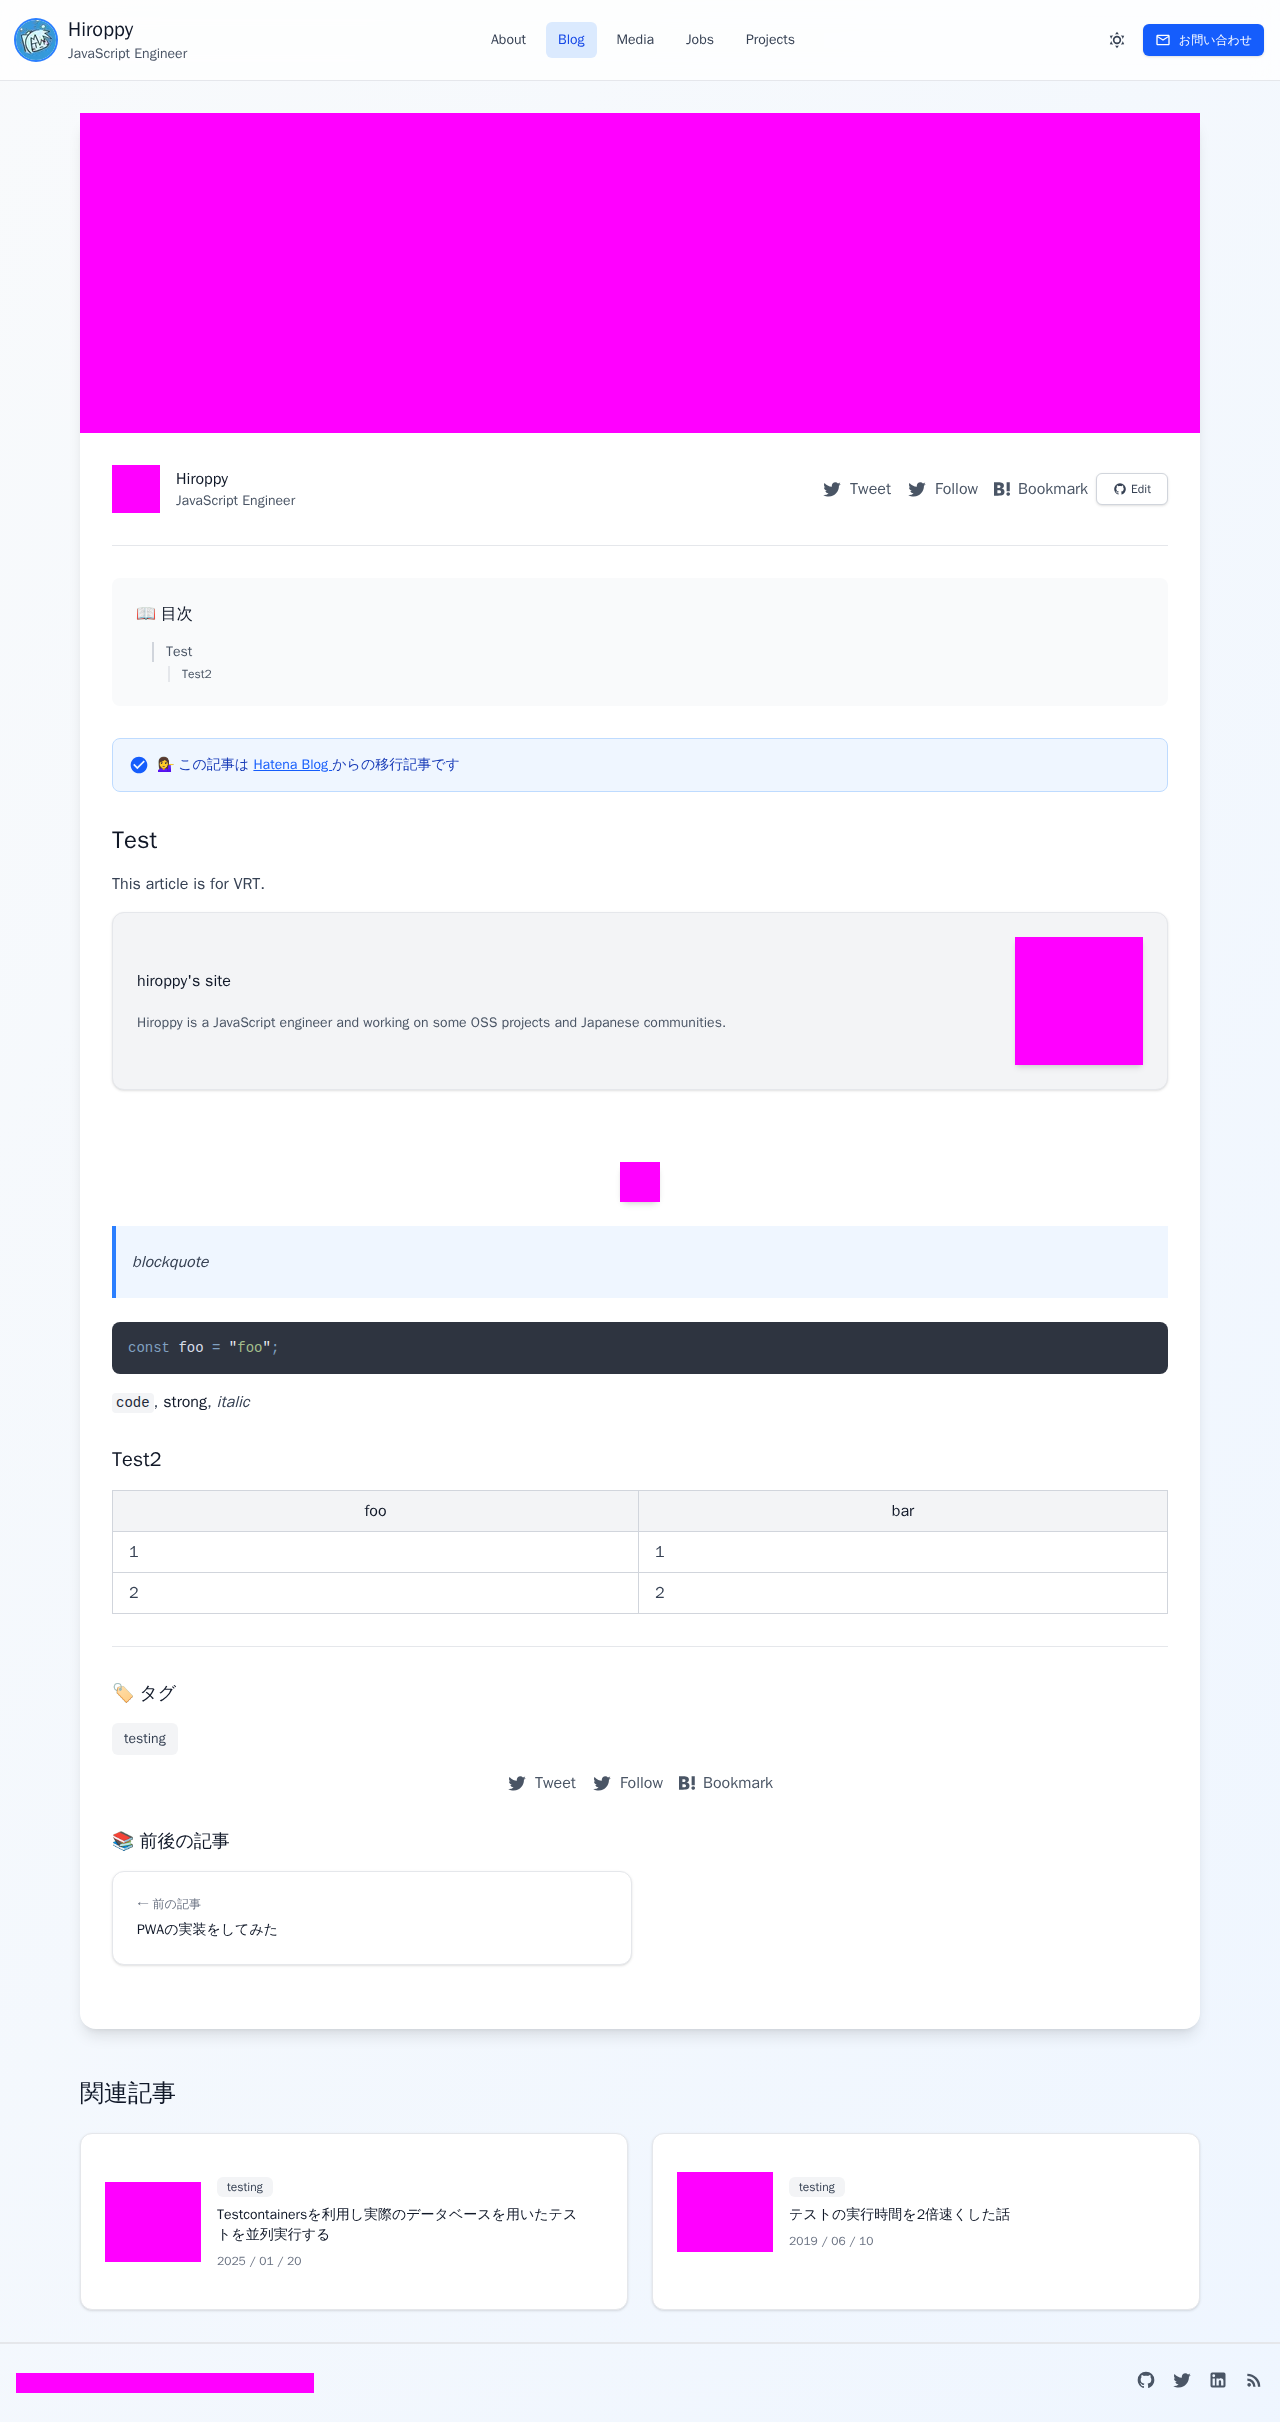 Hiroppy
JavaScript Engineer
About
Blog
Media
Jobs
Projects
お問い合わせ
Hiroppy
JavaScript Engineer
Tweet
Follow
B! Bookmark
Edit
📖 目次
Test
Test2
💁‍♀️ この記事は Hatena Blog からの移行記事です
Test
This article is for VRT.
hiroppy's site
Hiroppy is a JavaScript engineer and working on some OSS projects and Japanese communities.
blockquote
const foo = "foo";
code, strong, italic
Test2
foo bar
1 1
2 2
🏷️ タグ
testing
Tweet
Follow
B! Bookmark
📚 前後の記事
← 前の記事
PWAの実装をしてみた
関連記事
testing
Testcontainersを利用し実際のデータベースを用いたテス
トを並列実行する
2025 / 01 / 20
testing
テストの実行時間を2倍速くした話
2019 / 06 / 10